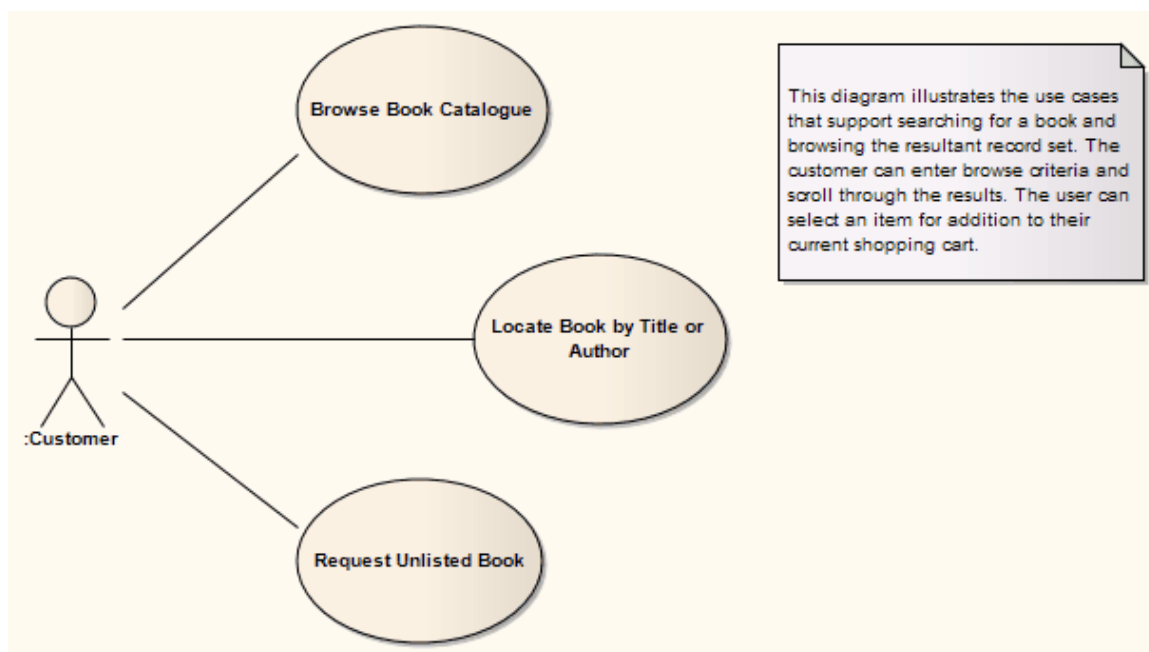 Browse Book Catalogue
This diagram illustrates the use cases
that support searching for a book and
browsing the resultant record set. The
customer can enter browse criteria and
scroll through the results. The user can
select an item for addition to their
current shopping cart.
Locate Book by Title or
Author
:Customer
Request Unlisted Book